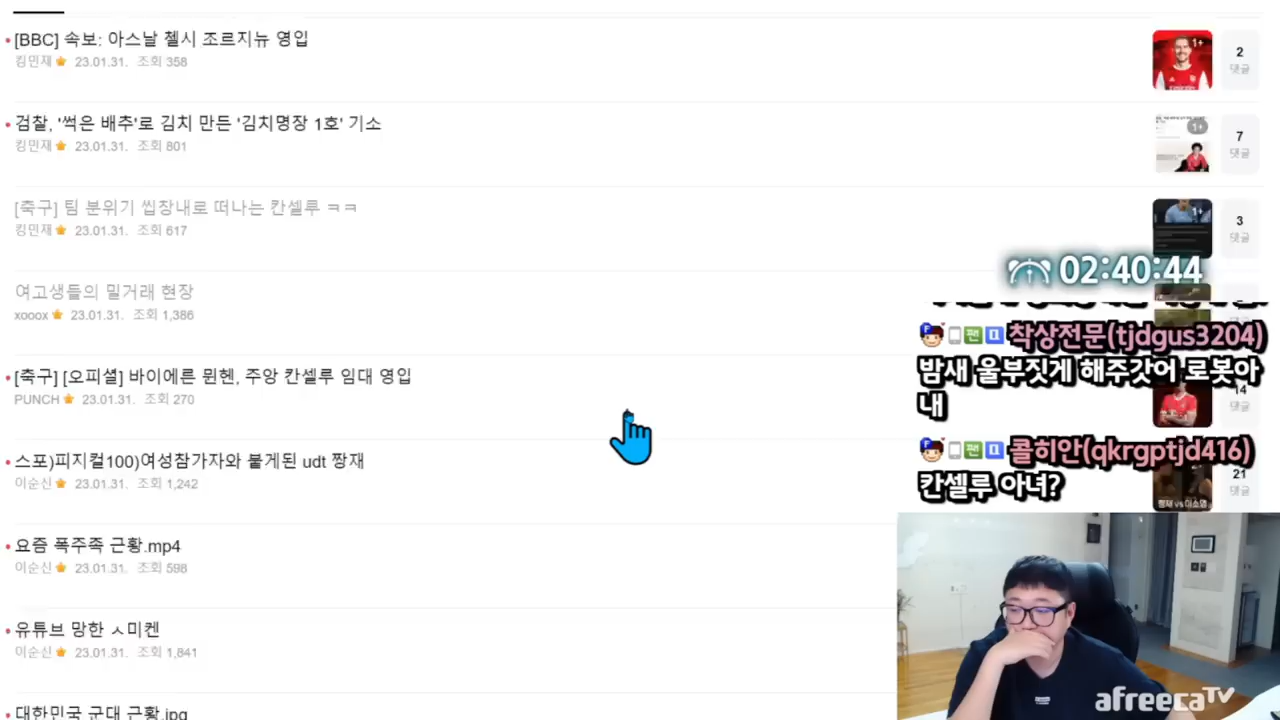 [BBC] 속보: 아스날 첼시 조르지뉴 영입
킹민재 23.01.31. 조회 358
1+
2
댓글
검찰, '썩은 배추'로 김치 만든 '김치명장 1호' 기소
킹민재 23.01.31. 조회 801
1+
7
댓글
[축구] 팀 분위기 씹창내로 떠나는 칸셀루 ㅋㅋ
킹민재 23.01.31. 조회 617
1+
3
댓글
02:40:44
여고생들의 밀거래 현장
xooox 23.01.31. 조회 1,386
착상전문(tjdgus3204)
밤새 울부짖게 해주갓어 로봇아
내
[축구] [오피셜] 바이에른 뮌헨, 주앙 칸셀루 임대 영입
PUNCH 23.01.31. 조회 270
14
댓글
콜히안(qkrgptjd416)
칸셀루 아녀?
스포)피지컬100)여성참가자와 붙게된 udt 짱재
이순신 23.01.31. 조회 1,242
21
댓글
짱재 vs 이소영
요즘 폭주족 근황.mp4
이순신 23.01.31. 조회 598
유튜브 망한 ㅅ미켄
이순신 23.01.31. 조회 1,841
대한민국 군대 근황.jpg
afreecaTV